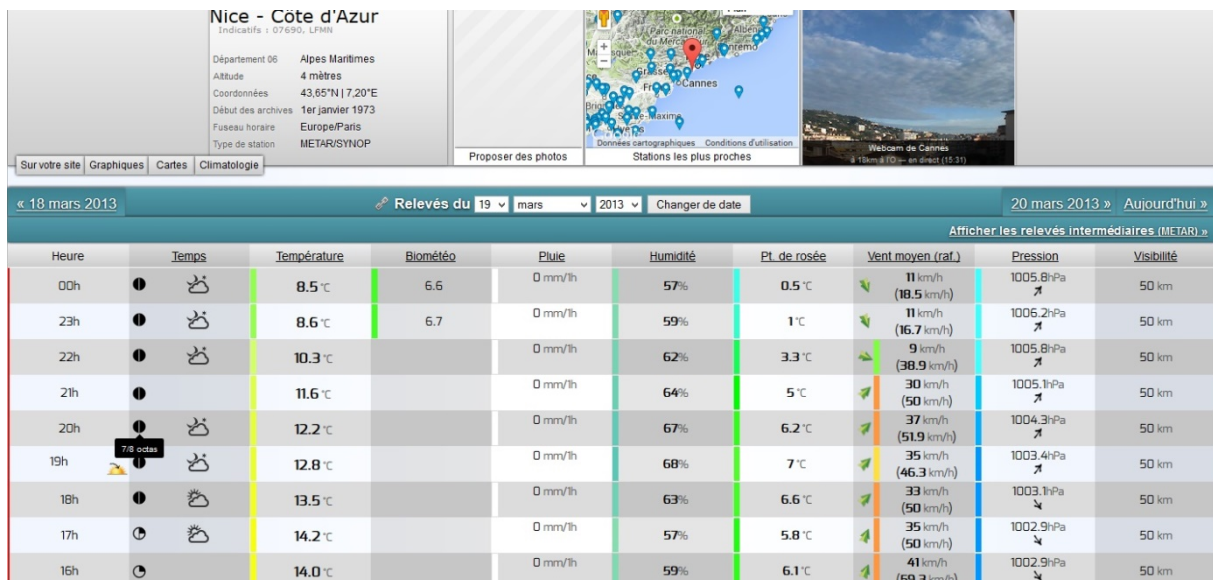 Nice - Côte d'Azur
Indicatifs : 07690, LFMN
Département 06 Alpes Maritimes
Altitude 4 mètres
Coordonnées 43,65°N | 7,20°E
Début des archives 1er janvier 1973
Fuseau horaire Europe/Paris
Type de station METAR/SYNOP
Parc national du Mercantour
Grasse
Cannes
Données cartographiques Conditions d'utilisation
Webcam de Cannes
à 18km à l'O — en direct (15:31)
Proposer des photos Stations les plus proches
Sur votre site Graphiques Cartes Climatologie
« 18 mars 2013 Relevés du 19 mars 2013 Changer de date 20 mars 2013 » Aujourd'hui »
Afficher les relevés intermédiaires (METAR) »
Heure Temps Température Biométéo Pluie Humidité Pt. de rosée Vent moyen (raf.) Pression Visibilité
00h 8.5 °C 6.6 0 mm/1h 57% 0.5 °C 11 km/h (18.5 km/h) 1005.8hPa 50 km
23h 8.6 °C 6.7 0 mm/1h 59% 1 °C 11 km/h (16.7 km/h) 1006.2hPa 50 km
22h 10.3 °C 0 mm/1h 62% 3.3 °C 9 km/h (38.9 km/h) 1005.8hPa 50 km
21h 11.6 °C 0 mm/1h 64% 5 °C 30 km/h (50 km/h) 1005.1hPa 50 km
20h 12.2 °C 0 mm/1h 67% 6.2 °C 37 km/h (51.9 km/h) 1004.3hPa 50 km
7/8 octas
19h 12.8 °C 0 mm/1h 68% 7 °C 35 km/h (46.3 km/h) 1003.4hPa 50 km
18h 13.5 °C 0 mm/1h 63% 6.6 °C 33 km/h (50 km/h) 1003.1hPa 50 km
17h 14.2 °C 0 mm/1h 57% 5.8 °C 35 km/h (50 km/h) 1002.9hPa 50 km
16h 14.0 °C 0 mm/1h 59% 6.1 °C 41 km/h (69.3 km/h) 1002.9hPa 50 km